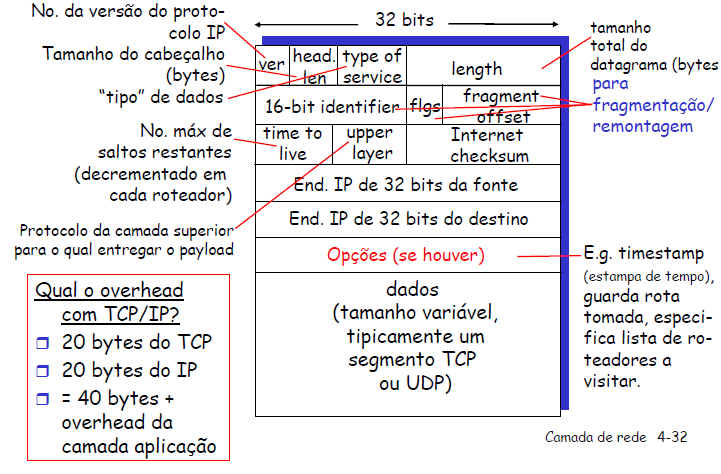 No. da versão do proto-
colo IP
Tamanho do cabeçalho
(bytes)
"tipo" de dados
No. máx de
saltos restantes
(decrementado em
cada roteador)
Protocolo da camada superior
para o qual entregar o payload
32 bits
ver
head.
len
type of
service
length
16-bit identifier
flgs
fragment
offset
time to
live
upper
layer
Internet
checksum
End. IP de 32 bits da fonte
End. IP de 32 bits do destino
Opções (se houver)
dados
(tamanho variável,
tipicamente um
segmento TCP
ou UDP)
tamanho
total do
datagrama (bytes
para
fragmentação/
remontagem
E.g. timestamp
(estampa de tempo),
guarda rota
tomada, especi-
fica lista de ro-
teadores a
visitar.
Qual o overhead
com TCP/IP?
20 bytes do TCP
20 bytes do IP
= 40 bytes +
overhead da
camada aplicação
Camada de rede 4-32